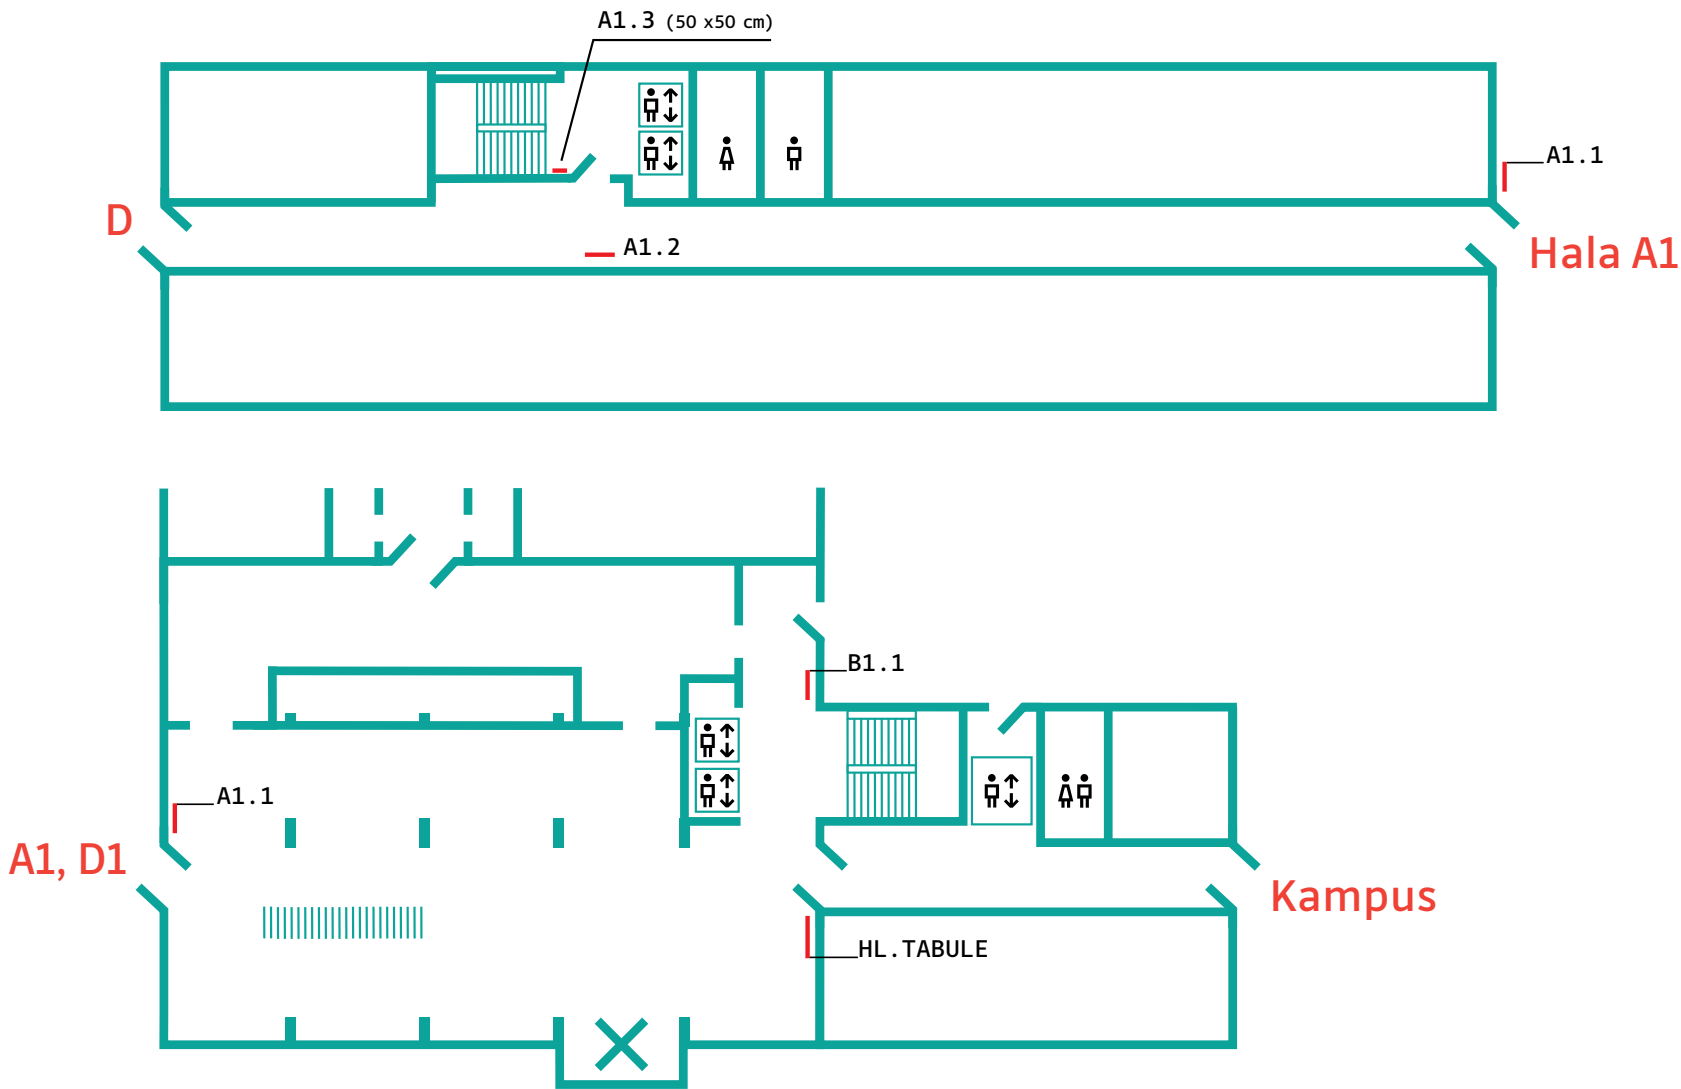 A1.3 (50 x50 cm)
A1.1
D
A1.2
Hala A1
B1.1
A1.1
A1, D1
Kampus
HL.TABULE